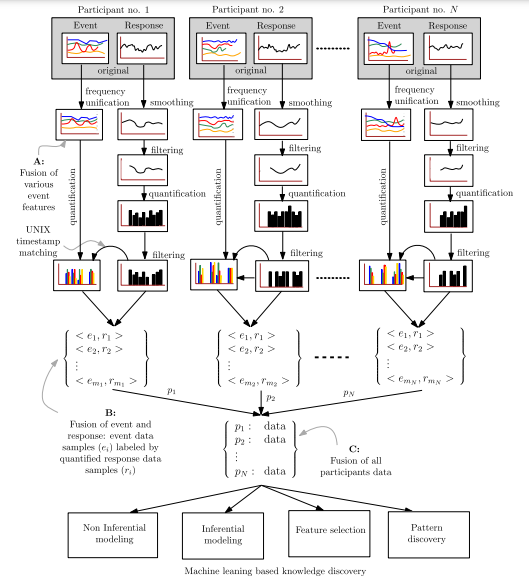 Participant no. 1
Participant no. 2
Participant no. N
Event
Response
Event
Response
Event
Response
original
original
original
frequency
unification
smoothing
frequency
unification
smoothing
frequency
unification
smoothing
A:
Fusion of
various
event
features
filtering
filtering
filtering
quantification
quantification
quantification
quantification
quantification
quantification
UNIX
timestamp
matching
filtering
filtering
filtering
< e1, r1 >
< e2, r2 >
⋮
< em1, rm1 >
< e1, r1 >
< e2, r2 >
⋮
< em2, rm2 >
< e1, r1 >
< e2, r2 >
⋮
< emN, rmN >
p1
p2
pN
B:
Fusion of event and
response: event data
samples (ei) labeled by
quantified response data
samples (ri)
p1 : data
p2 : data
⋮
pN : data
C:
Fusion of all
participants data
Non Inferential
modeling
Inferential
modeling
Feature selection
Pattern
discovery
Machine leaning based knowledge discovery